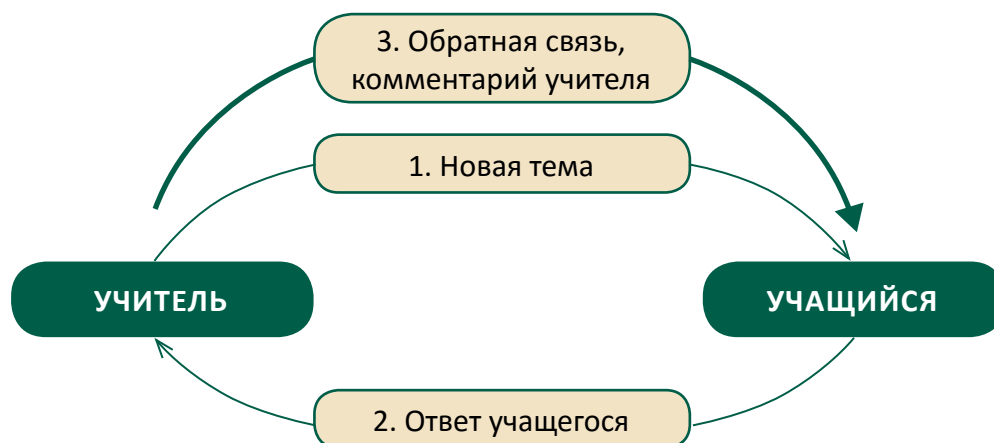 3. Обратная связь,
комментарий учителя
1. Новая тема
УЧИТЕЛЬ
УЧАЩИЙСЯ
2. Ответ учащегося